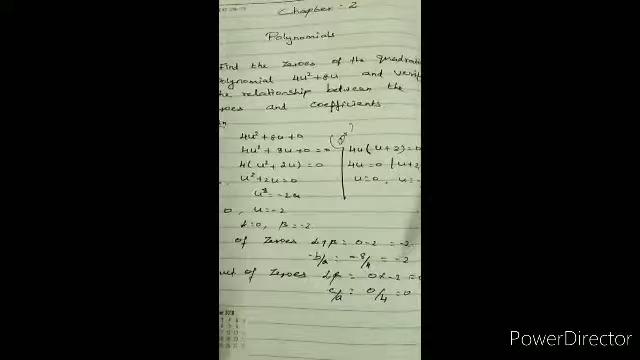 Chapter - 2
Polynomials
Find the zeroes of the quadratic
polynomial 4u² + 8u and verify
the relationship between the
zeroes and coefficients
4u² + 8u + 0
4u² + 8u + 0 = 0 4u(u+2) = 0
4(u² + 2u) = 0 4u = 0 | u+2
u² + 2u = 0 u = 0, u = -
u² = -2u
0, u = -2
α = 0, β = -2
of zeroes α+β = 0-2 = -2
-b/a = -8/4 = -2
uct of zeroes αβ = 0×-2 = 0
c/a = 0/4 = 0
PowerDirector